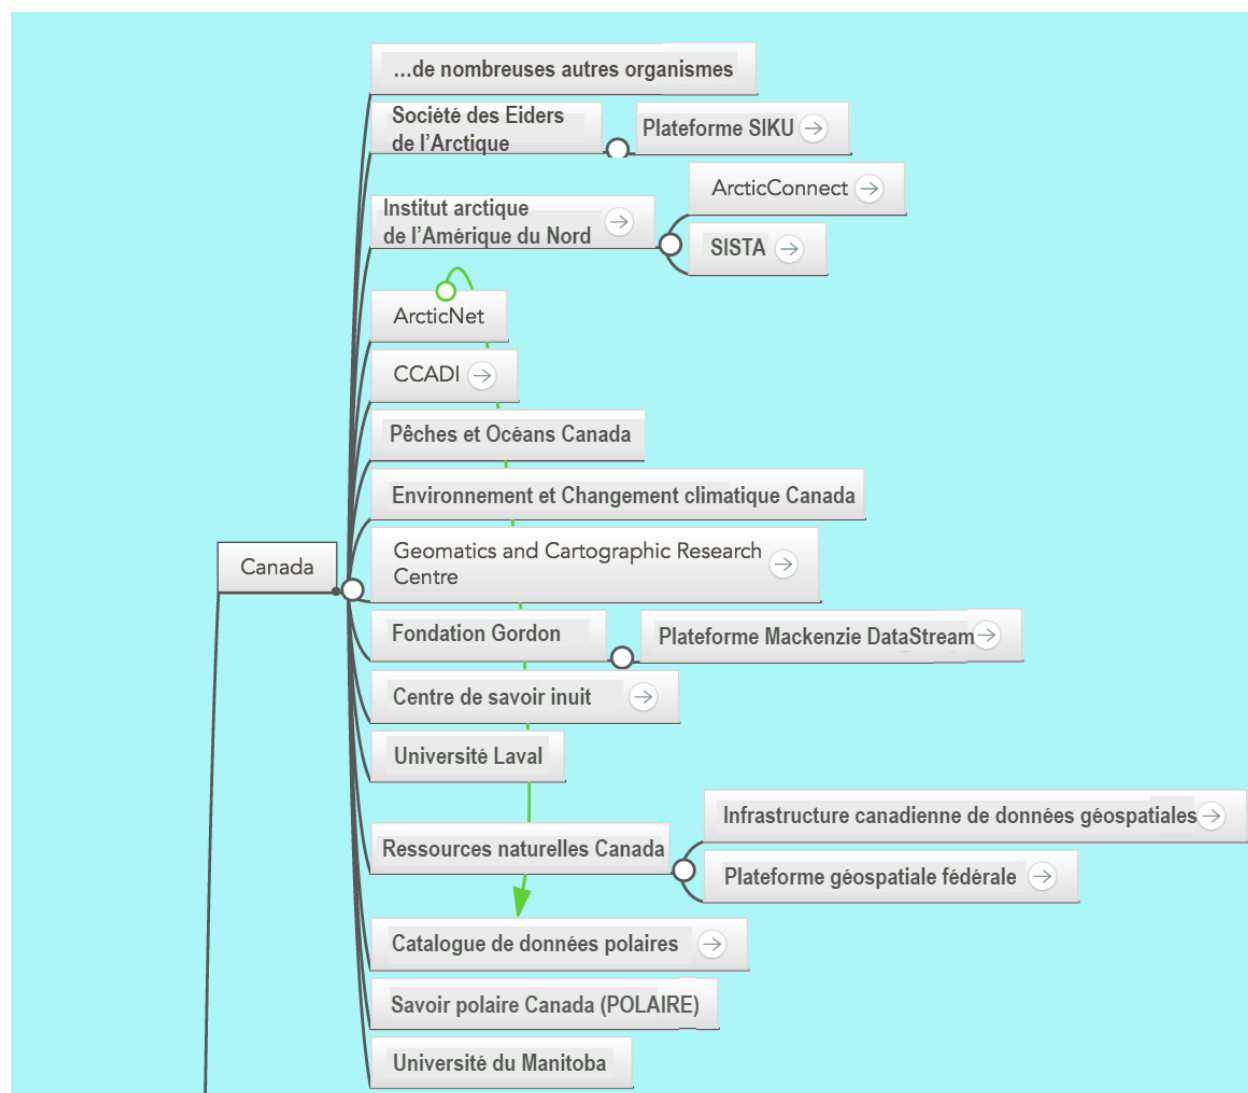 ...de nombreuses autres organismes
Société des Eiders
de l'Arctique
Plateforme SIKU
Institut arctique
de l'Amérique du Nord
ArcticConnect
SISTA
ArcticNet
CCADI
Pêches et Océans Canada
Environnement et Changement climatique Canada
Canada
Geomatics and Cartographic Research
Centre
Fondation Gordon
Plateforme Mackenzie DataStream
Centre de savoir inuit
Université Laval
Ressources naturelles Canada
Infrastructure canadienne de données géospatiales
Plateforme géospatiale fédérale
Catalogue de données polaires
Savoir polaire Canada (POLAIRE)
Université du Manitoba